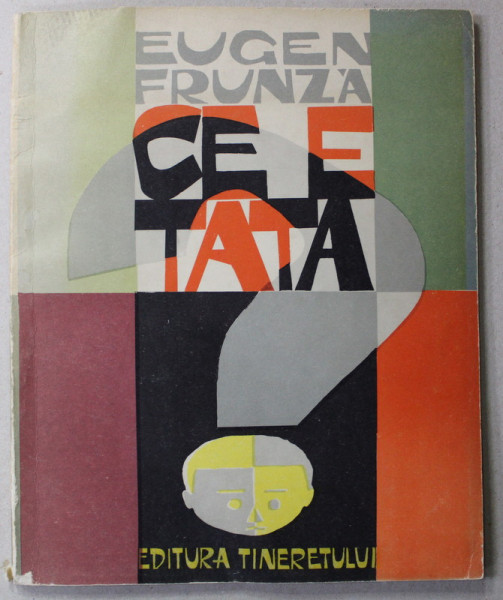 EUGEN
FRUNZĂ
CE E
TATA
EDITURA TINERETULUI